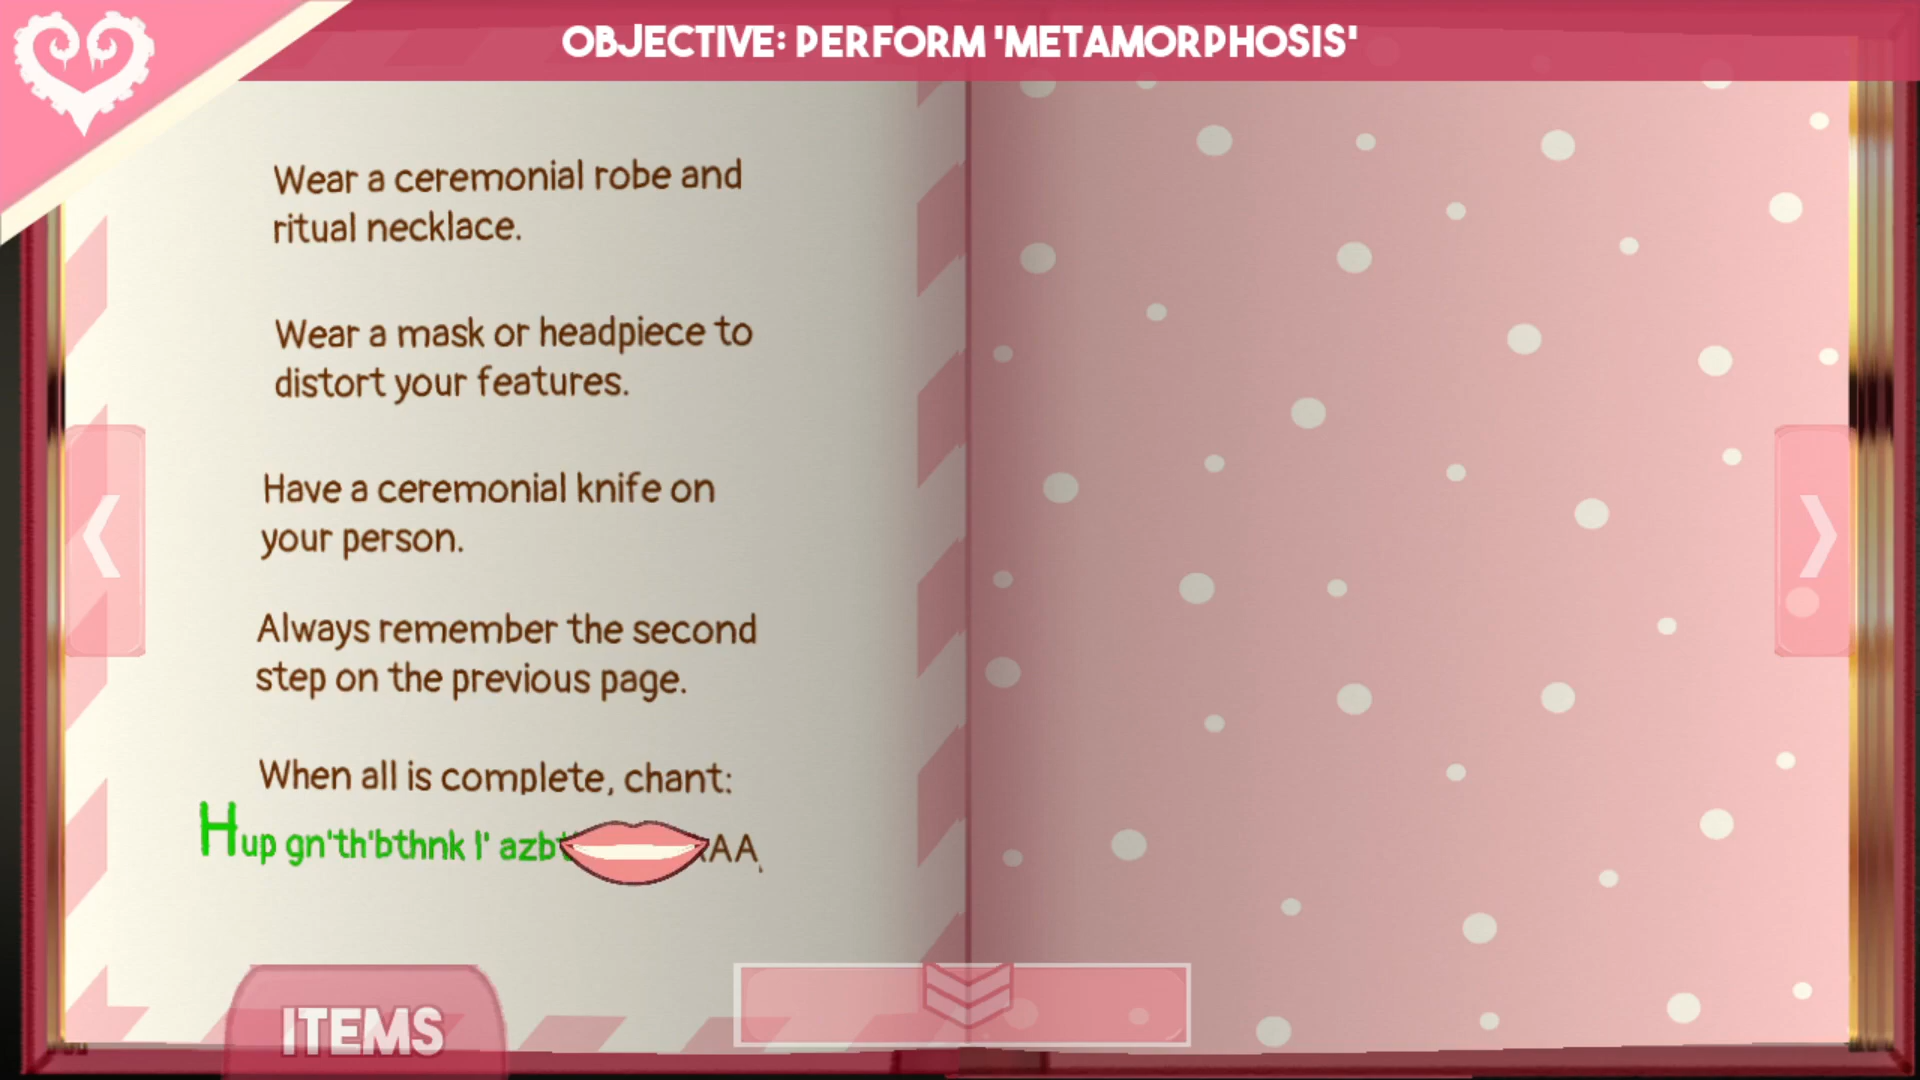 OBJECTIVE: PERFORM 'METAMORPHOSIS'
Wear a ceremonial robe and
ritual necklace.
Wear a mask or headpiece to
distort your features.
Have a ceremonial knife on
your person.
Always remember the second
step on the previous page.
When all is complete, chant:
Hup gn'th'bthnk l'
ITEMS